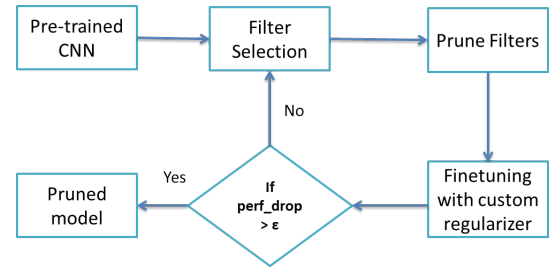 Pre-trained
CNN
Filter
Selection
Prune Filters
No
Finetuning
with custom
regularizer
If
perf_drop
> ε
Yes
Pruned
model